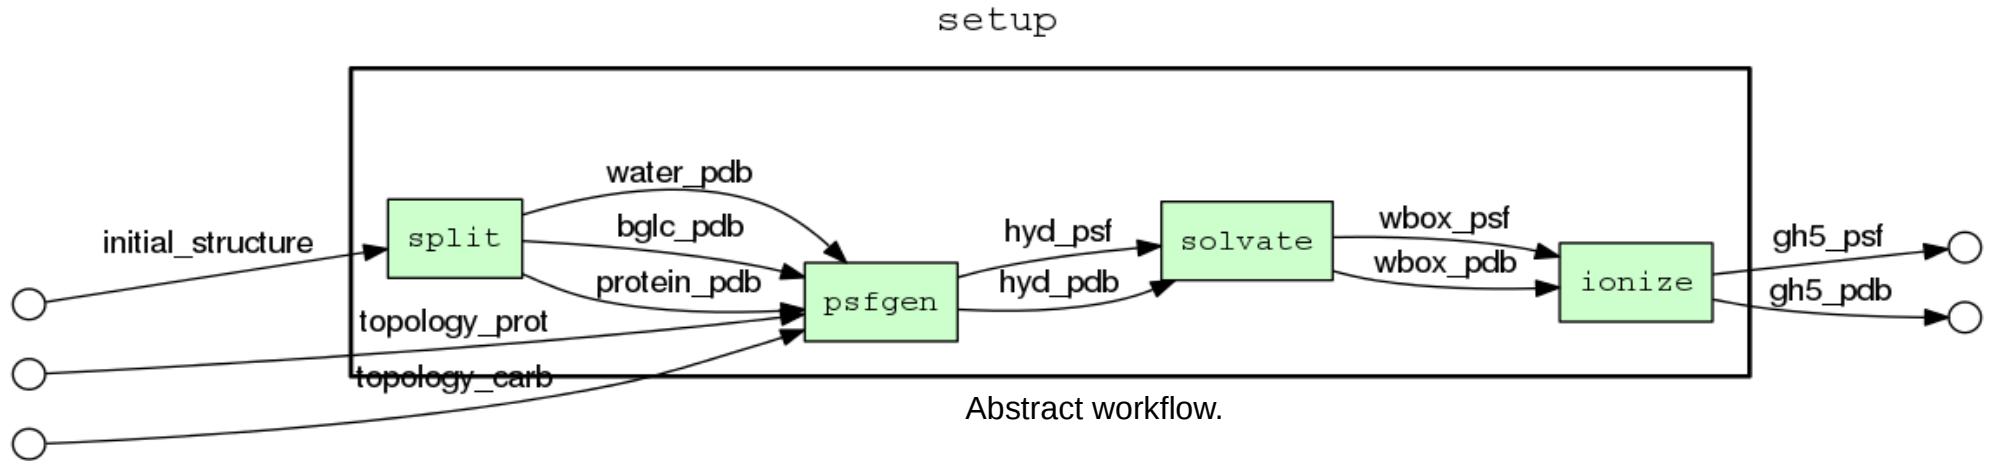 setup
initial_structure
split
water_pdb
bglc_pdb
protein_pdb
topology_prot
topology_carb
psfgen
hyd_psf
hyd_pdb
solvate
wbox_psf
wbox_pdb
ionize
gh5_psf
gh5_pdb
Abstract workflow.